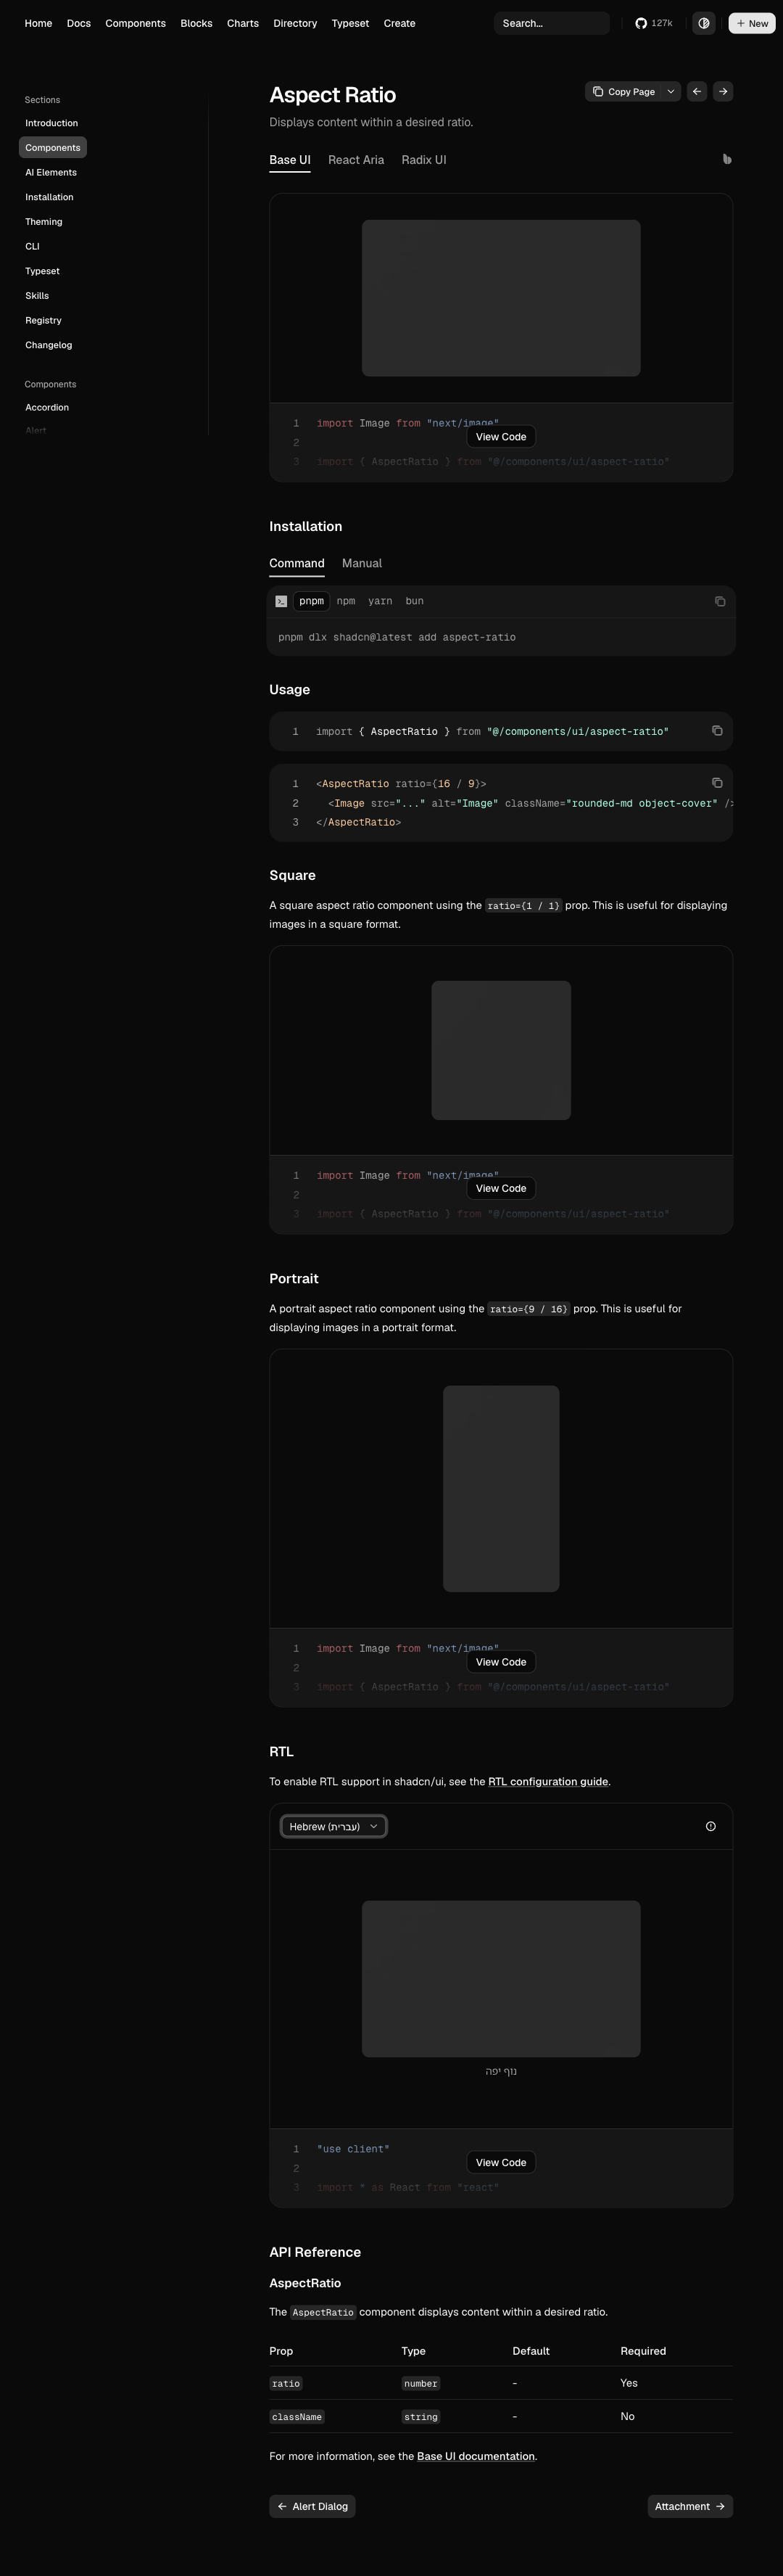 Home Docs Components Blocks Charts Directory Typeset Create Search... 127k New
Sections
Introduction
Components
AI Elements
Installation
Theming
CLI
Typeset
Skills
Registry
Changelog
Components
Accordion
Alert
Aspect Ratio
Copy Page
Displays content within a desired ratio.
Base UI React Aria Radix UI
1 import Image from "next/image"
2
View Code
3 import { AspectRatio } from "@/components/ui/aspect-ratio"
Installation
Command Manual
pnpm npm yarn bun
pnpm dlx shadcn@latest add aspect-ratio
Usage
1 import { AspectRatio } from "@/components/ui/aspect-ratio"
1 <AspectRatio ratio={16 / 9}>
2 <Image src="..." alt="Image" className="rounded-md object-cover" />
3 </AspectRatio>
Square
A square aspect ratio component using the ratio={1 / 1} prop. This is useful for displaying
images in a square format.
1 import Image from "next/image"
2
View Code
3 import { AspectRatio } from "@/components/ui/aspect-ratio"
Portrait
A portrait aspect ratio component using the ratio={9 / 16} prop. This is useful for
displaying images in a portrait format.
1 import Image from "next/image"
2
View Code
3 import { AspectRatio } from "@/components/ui/aspect-ratio"
RTL
To enable RTL support in shadcn/ui, see the RTL configuration guide.
Hebrew (עברית)
נוף יפה
1 "use client"
2
View Code
3 import * as React from "react"
API Reference
AspectRatio
The AspectRatio component displays content within a desired ratio.
Prop Type Default Required
ratio number - Yes
className string - No
For more information, see the Base UI documentation.
Alert Dialog Attachment